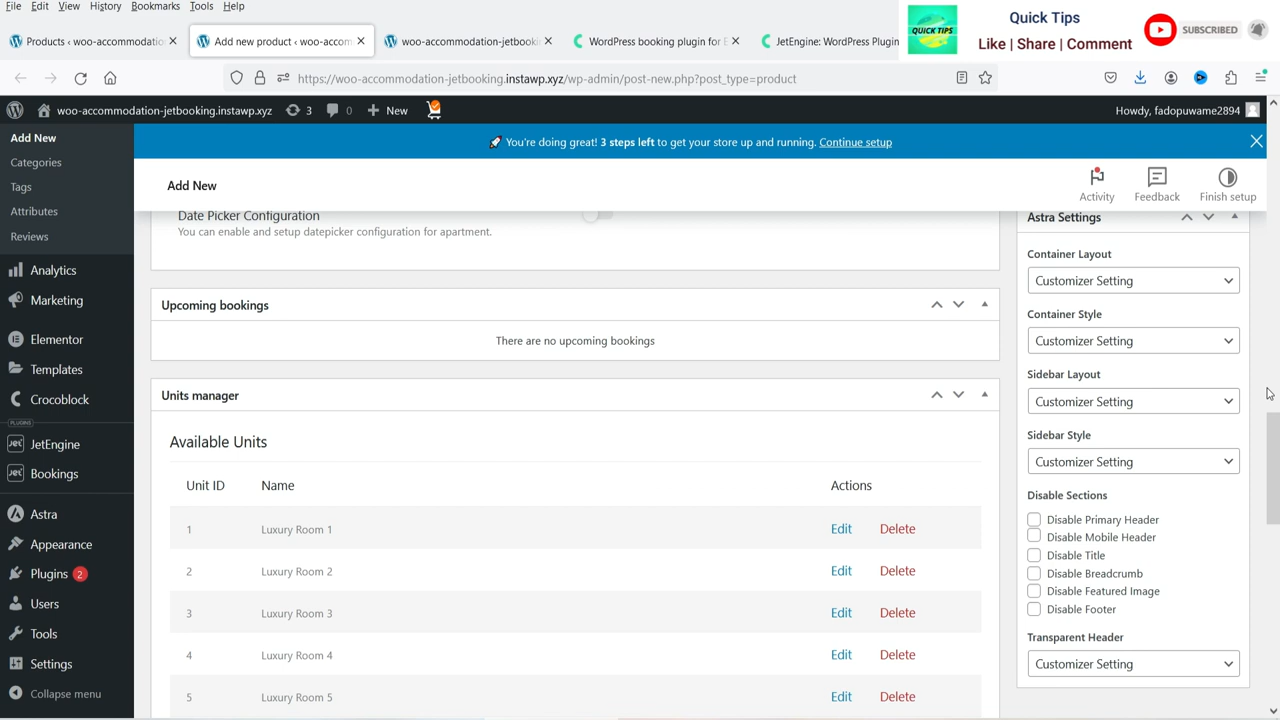 File Edit View History Bookmarks Tools Help
Products ‹ woo-accommodation
Add new product ‹ woo-accom
woo-accommodation-jetbooki
WordPress booking plugin for E
JetEngine: WordPress Plugin
QUICK TIPS
Quick Tips
Like | Share | Comment
SUBSCRIBED
https://woo-accommodation-jetbooking.instawp.xyz/wp-admin/post-new.php?post_type=product
woo-accommodation-jetbooking.instawp.xyz 3 0 New
Howdy, fadopuwame2894
Add New
Categories
Tags
Attributes
Reviews
Analytics
Marketing
Elementor
Templates
Crocoblock
PLUGINS
JetEngine
Bookings
Astra
Appearance
Plugins 2
Users
Tools
Settings
Collapse menu
You're doing great! 3 steps left to get your store up and running. Continue setup
Add New
Activity
Feedback
Finish setup
Date Picker Configuration
You can enable and setup datepicker configuration for apartment.
Upcoming bookings
There are no upcoming bookings
Units manager
Available Units
Unit ID Name Actions
1 Luxury Room 1 Edit Delete
2 Luxury Room 2 Edit Delete
3 Luxury Room 3 Edit Delete
4 Luxury Room 4 Edit Delete
5 Luxury Room 5 Edit Delete
Astra Settings
Container Layout
Customizer Setting
Container Style
Customizer Setting
Sidebar Layout
Customizer Setting
Sidebar Style
Customizer Setting
Disable Sections
Disable Primary Header
Disable Mobile Header
Disable Title
Disable Breadcrumb
Disable Featured Image
Disable Footer
Transparent Header
Customizer Setting